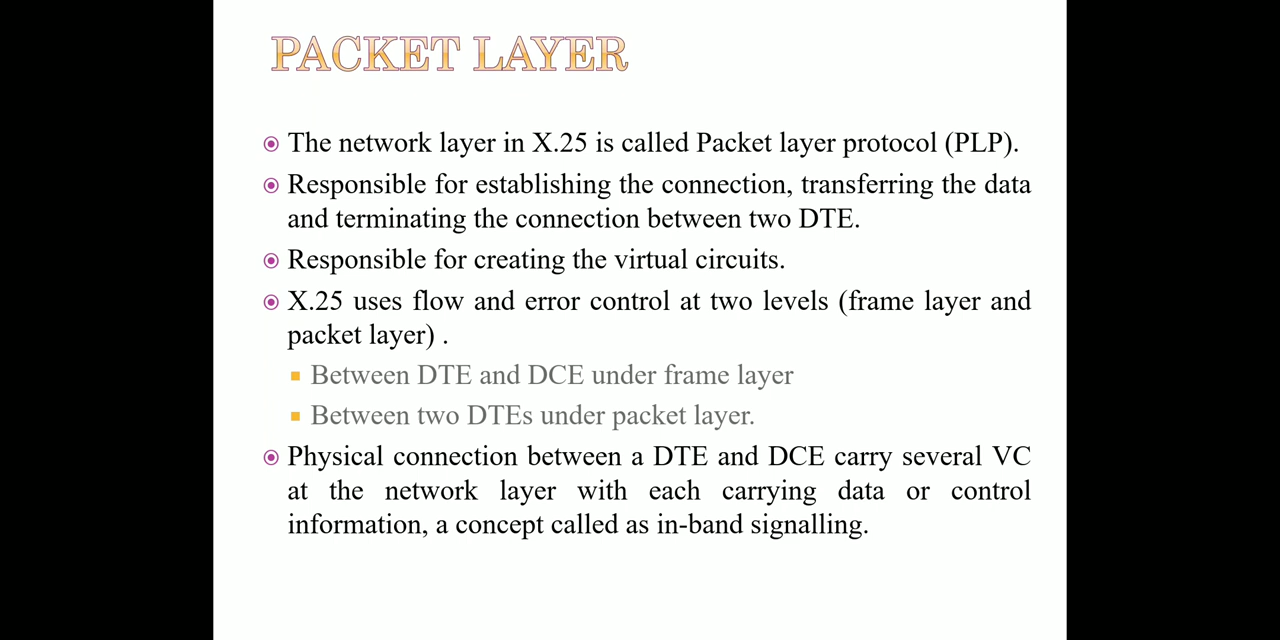 PACKET LAYER
The network layer in X.25 is called Packet layer protocol (PLP).
Responsible for establishing the connection, transferring the data
and terminating the connection between two DTE.
Responsible for creating the virtual circuits.
X.25 uses flow and error control at two levels (frame layer and
packet layer) .
Between DTE and DCE under frame layer
Between two DTEs under packet layer.
Physical connection between a DTE and DCE carry several VC
at the network layer with each carrying data or control
information, a concept called as in-band signalling.